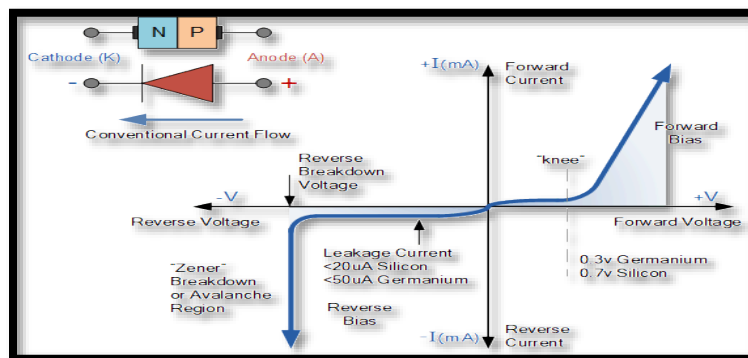 N P
Cathode (K)
Anode (A)
- +
Conventional Current Flow
+I(mA)
Forward
Current
Reverse
Breakdown
Voltage
"knee"
Forward
Bias
-V
+V
Reverse Voltage
Forward Voltage
"Zener"
Breakdown
or Avalanche
Region
Leakage Current
<20uA Silicon
<50uA Germanium
0.3v Germanium
0.7v Silicon
Reverse
Bias
-I(mA)
Reverse
Current